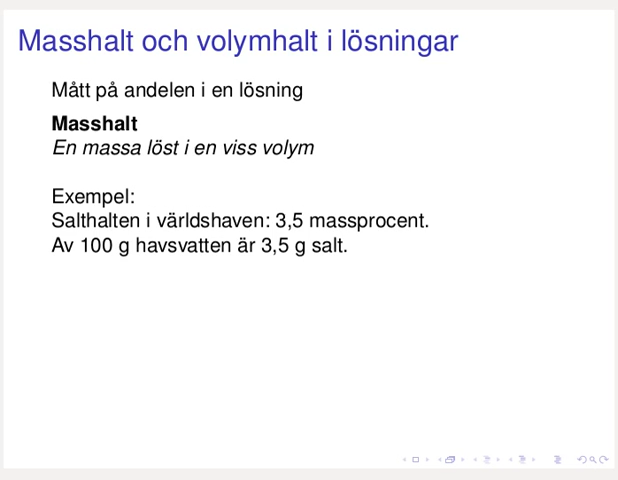 Masshalt och volymhalt i lösningar
Mått på andelen i en lösning
Masshalt
En massa löst i en viss volym
Exempel:
Salthalten i världshaven: 3,5 massprocent.
Av 100 g havsvatten är 3,5 g salt.